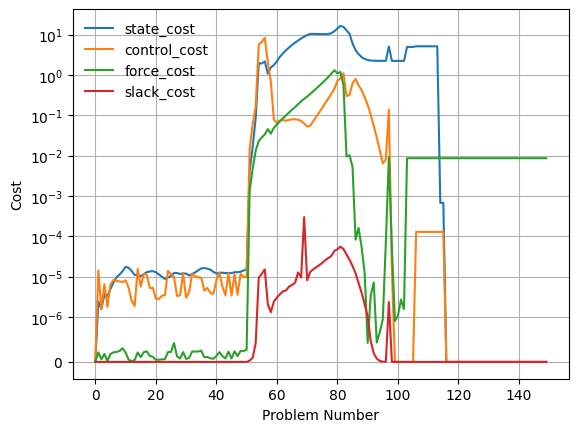 state_cost
control_cost
force_cost
slack_cost
Cost
10¹
10⁰
10⁻¹
10⁻²
10⁻³
10⁻⁴
10⁻⁵
10⁻⁶
0
0 20 40 60 80 100 120 140
Problem Number